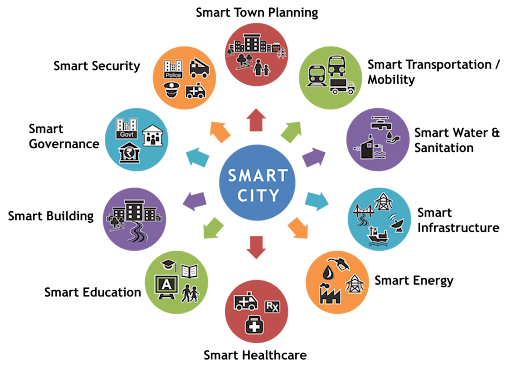 Smart Town Planning
Smart Security
Police
Smart Transportation /
Mobility
Smart
Governance
Govt
Smart Water &
Sanitation
SMART
CITY
Smart Building
Smart
Infrastructure
Smart Education
A
Smart Energy
Rx
Smart Healthcare